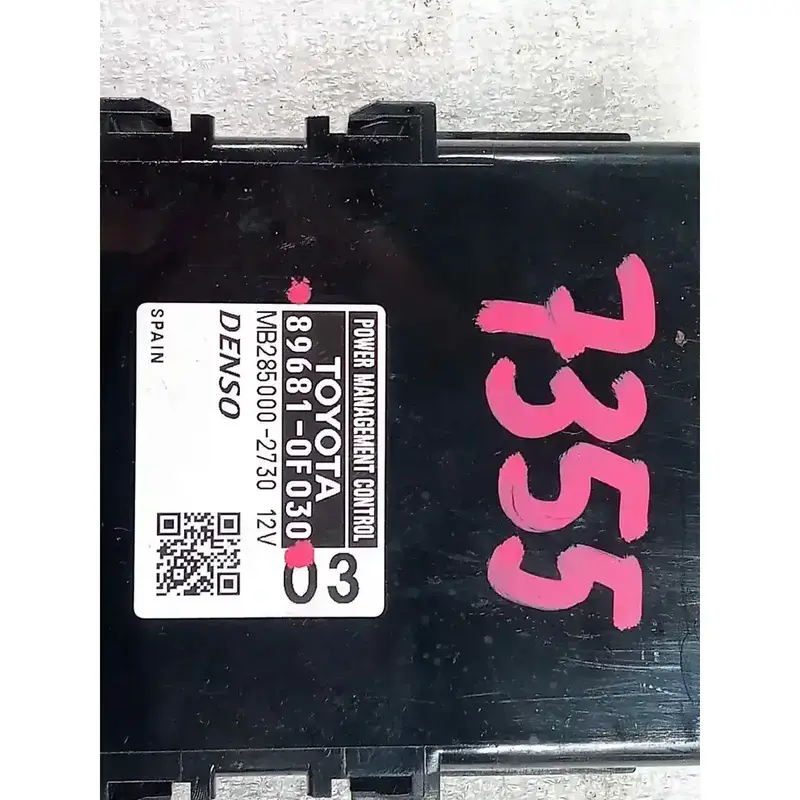 POWER MANAGEMENT CONTROL
TOYOTA
89681-0F030
MB285000-2730 12V
DENSO
SPAIN
03
7355